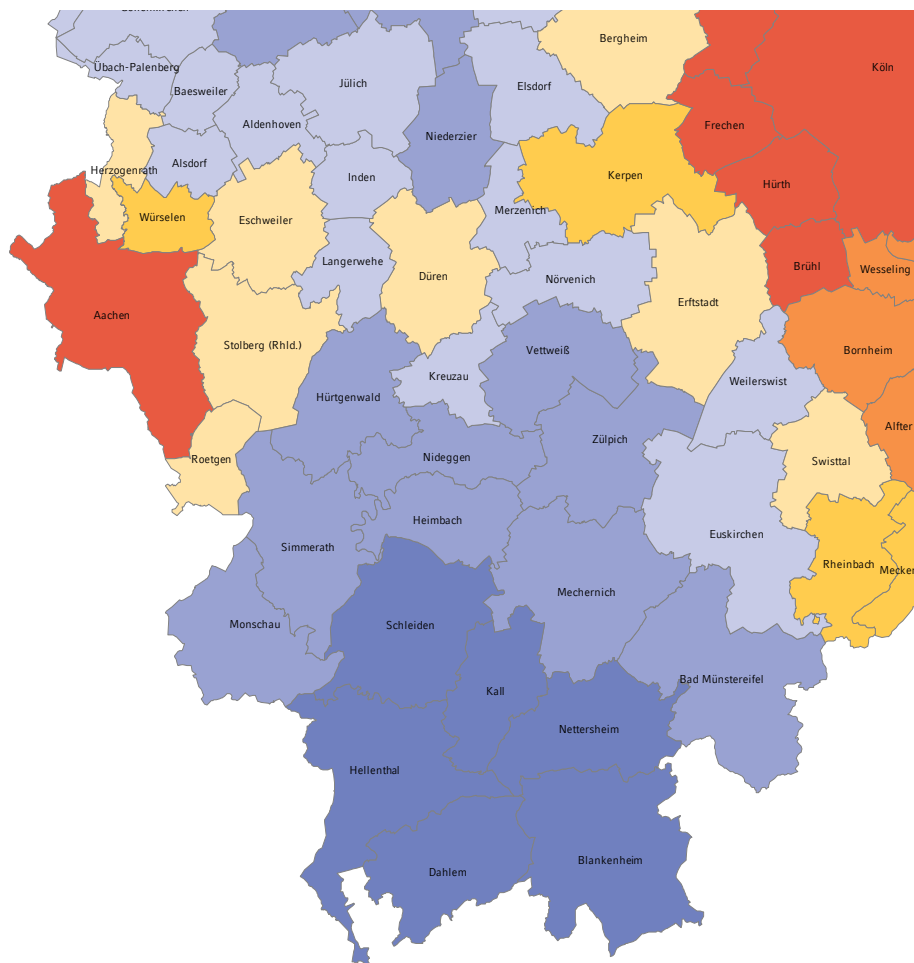 Übach-Palenberg
Baesweiler
Jülich
Elsdorf
Bergheim
Köln
Aldenhoven
Niederzier
Frechen
Herzogenrath
Alsdorf
Inden
Kerpen
Hürth
Würselen
Eschweiler
Merzenich
Langerwehe
Düren
Nörvenich
Brühl
Wesseling
Aachen
Erftstadt
Stolberg (Rhld.)
Vettweiß
Bornheim
Hürtgenwald
Kreuzau
Weilerswist
Zülpich
Alfter
Roetgen
Nideggen
Swisttal
Heimbach
Simmerath
Euskirchen
Rheinbach
Mecker
Mechernich
Monschau
Schleiden
Kall
Bad Münstereifel
Nettersheim
Hellenthal
Dahlem
Blankenheim